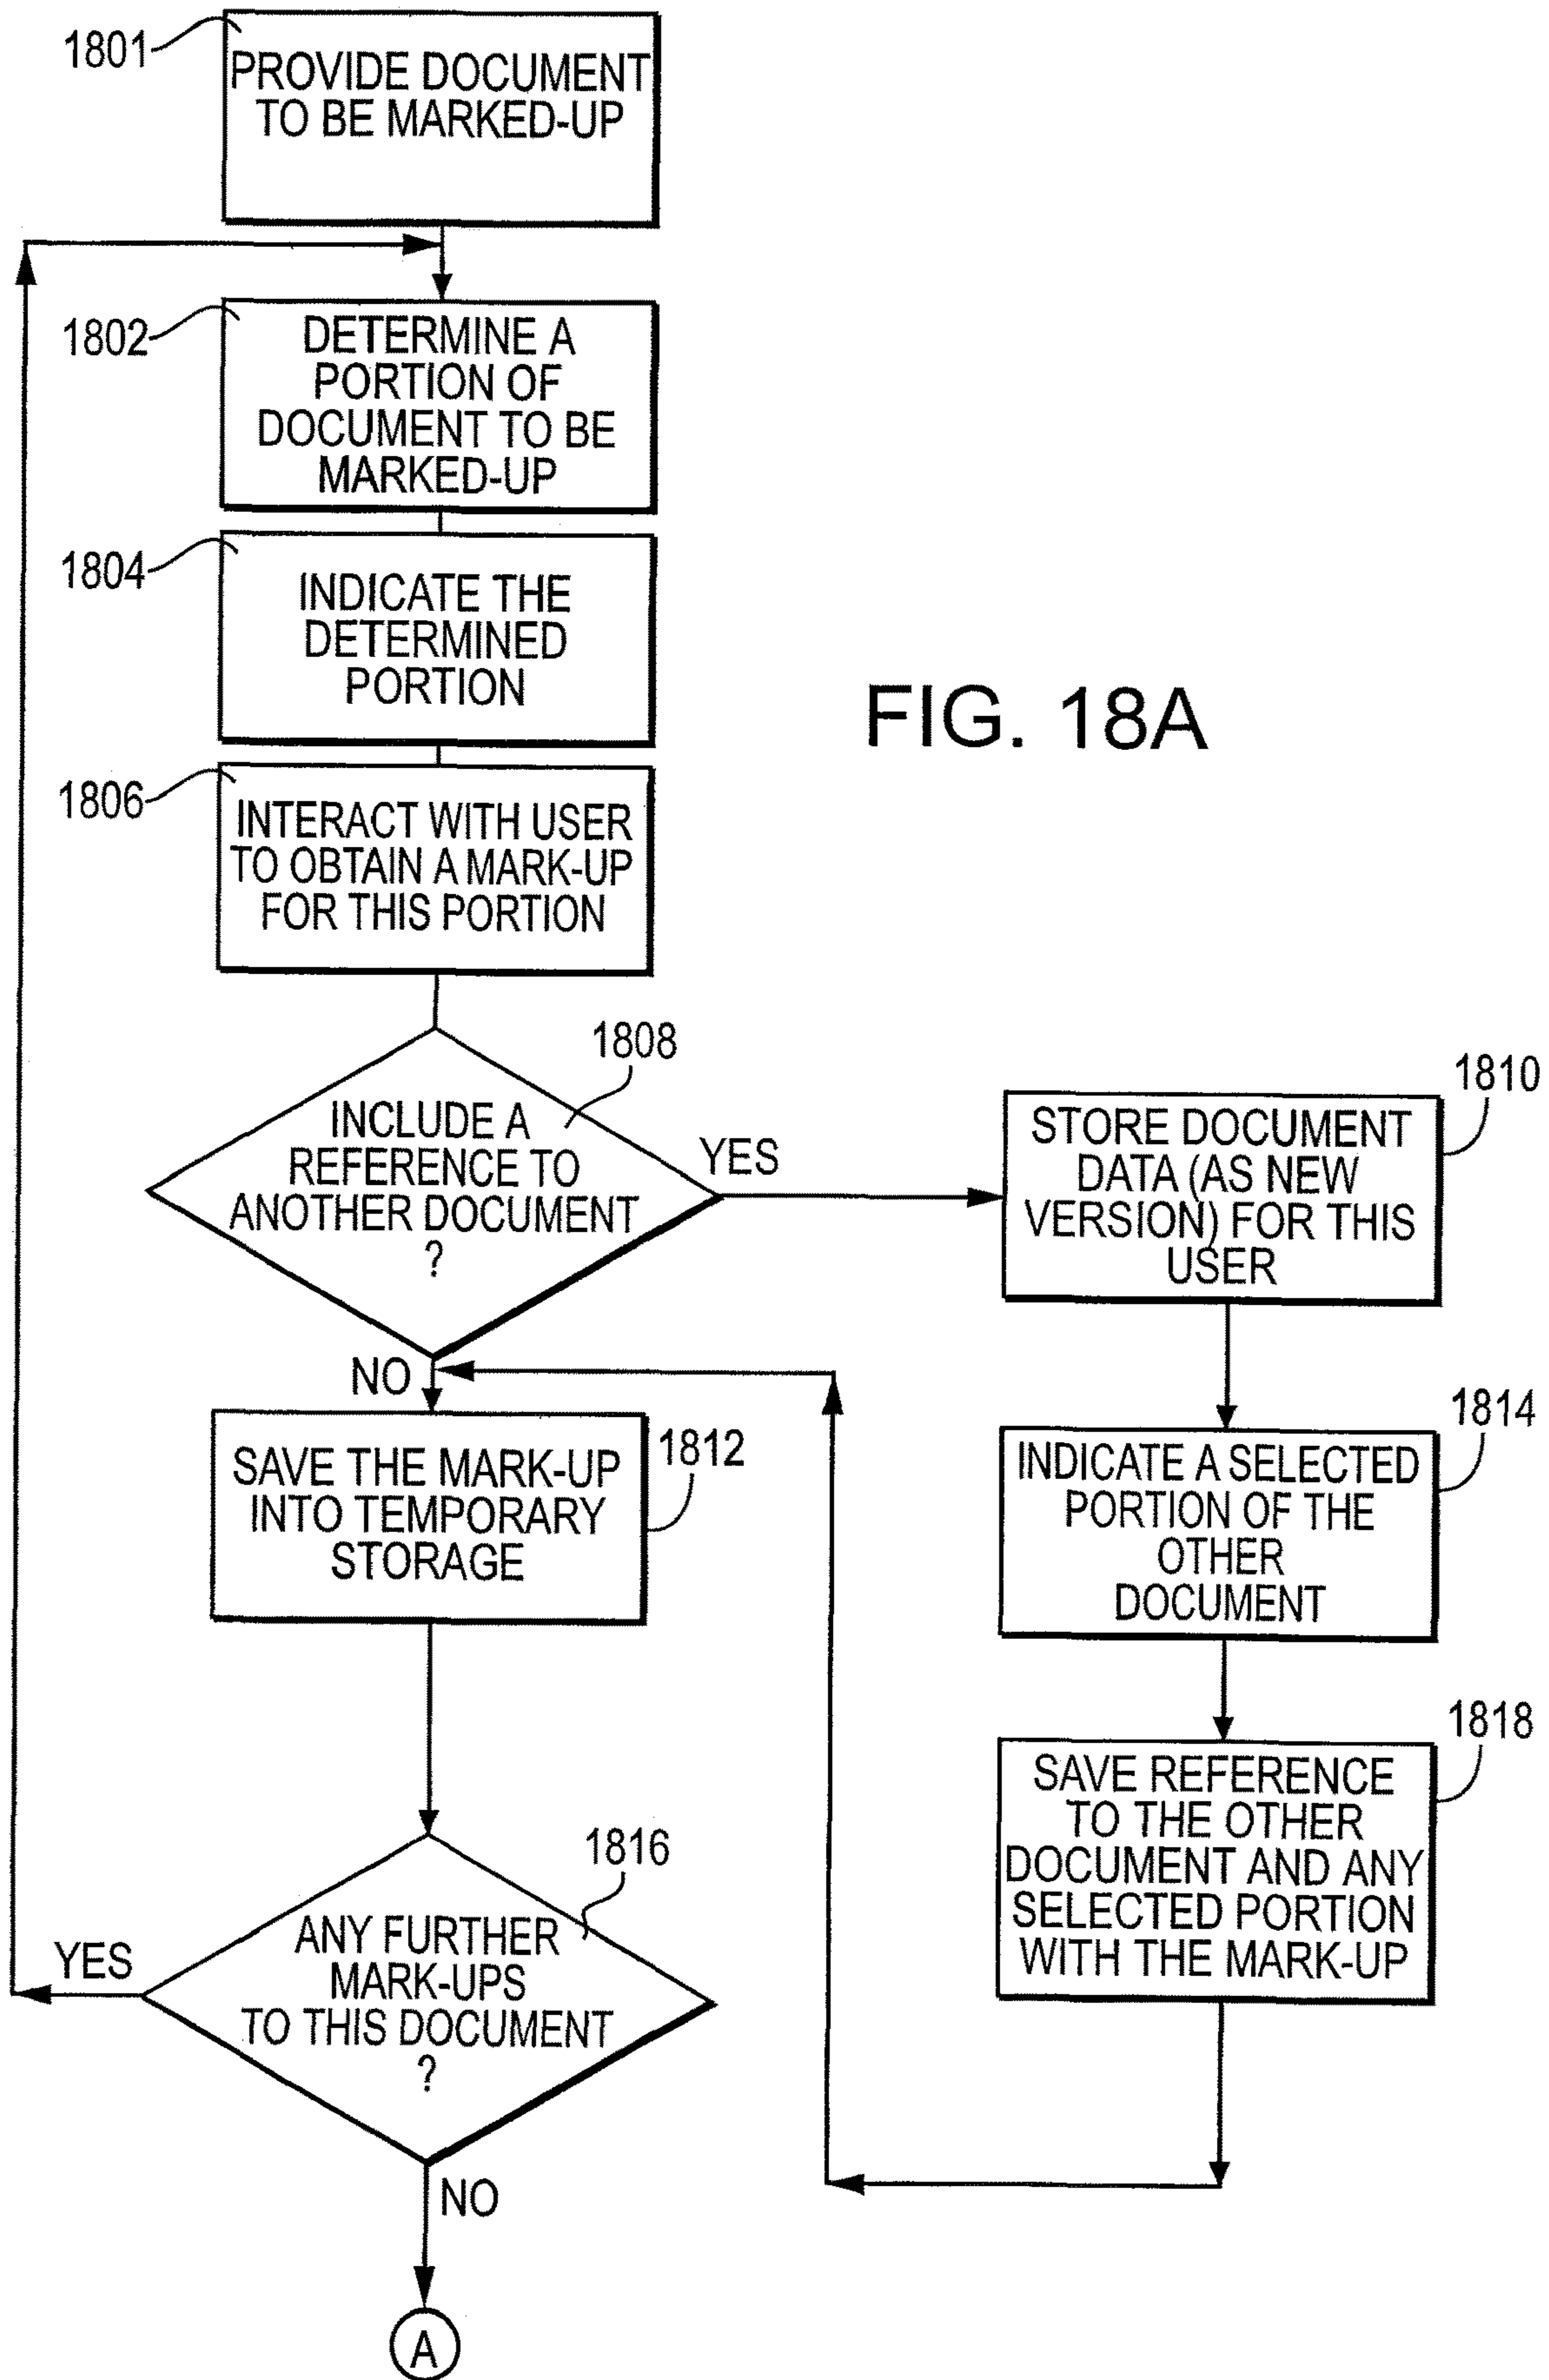 1801
PROVIDE DOCUMENT
TO BE MARKED-UP
1802
DETERMINE A
PORTION OF
DOCUMENT TO BE
MARKED-UP
1804
INDICATE THE
DETERMINED
PORTION
FIG. 18A
1806
INTERACT WITH USER
TO OBTAIN A MARK-UP
FOR THIS PORTION
1808
INCLUDE A
REFERENCE TO
ANOTHER DOCUMENT
?
YES
NO
1810
STORE DOCUMENT
DATA (AS NEW
VERSION) FOR THIS
USER
1812
SAVE THE MARK-UP
INTO TEMPORARY
STORAGE
1814
INDICATE A SELECTED
PORTION OF THE
OTHER
DOCUMENT
1818
SAVE REFERENCE
TO THE OTHER
DOCUMENT AND ANY
SELECTED PORTION
WITH THE MARK-UP
1816
ANY FURTHER
MARK-UPS
TO THIS DOCUMENT
?
YES
NO
A